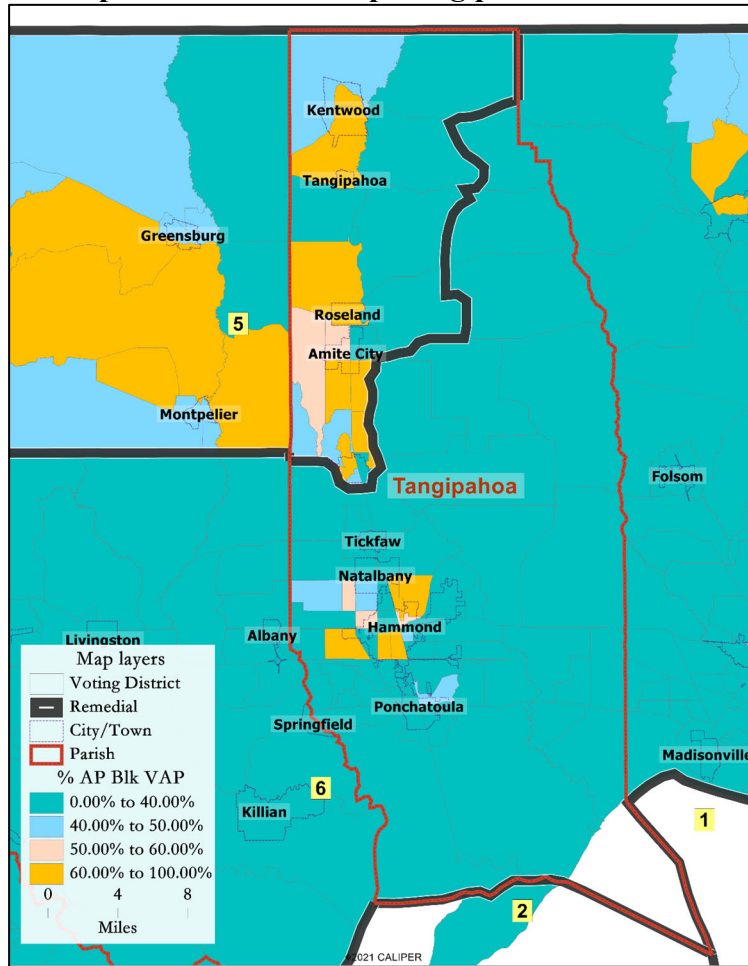 Kentwood
Tangipahoa
Greensburg
5
Roseland
Amite City
Montpelier
Tangipahoa
Folsom
Tickfaw
Natalbany
Hammond
Albany
Livingston
Ponchatoula
Springfield
Madisonville
6
Killian
1
2
Map layers
Voting District
Remedial
City/Town
Parish
% AP Blk VAP
0.00% to 40.00%
40.00% to 50.00%
50.00% to 60.00%
60.00% to 100.00%
0 4 8
Miles
©2021 CALIPER